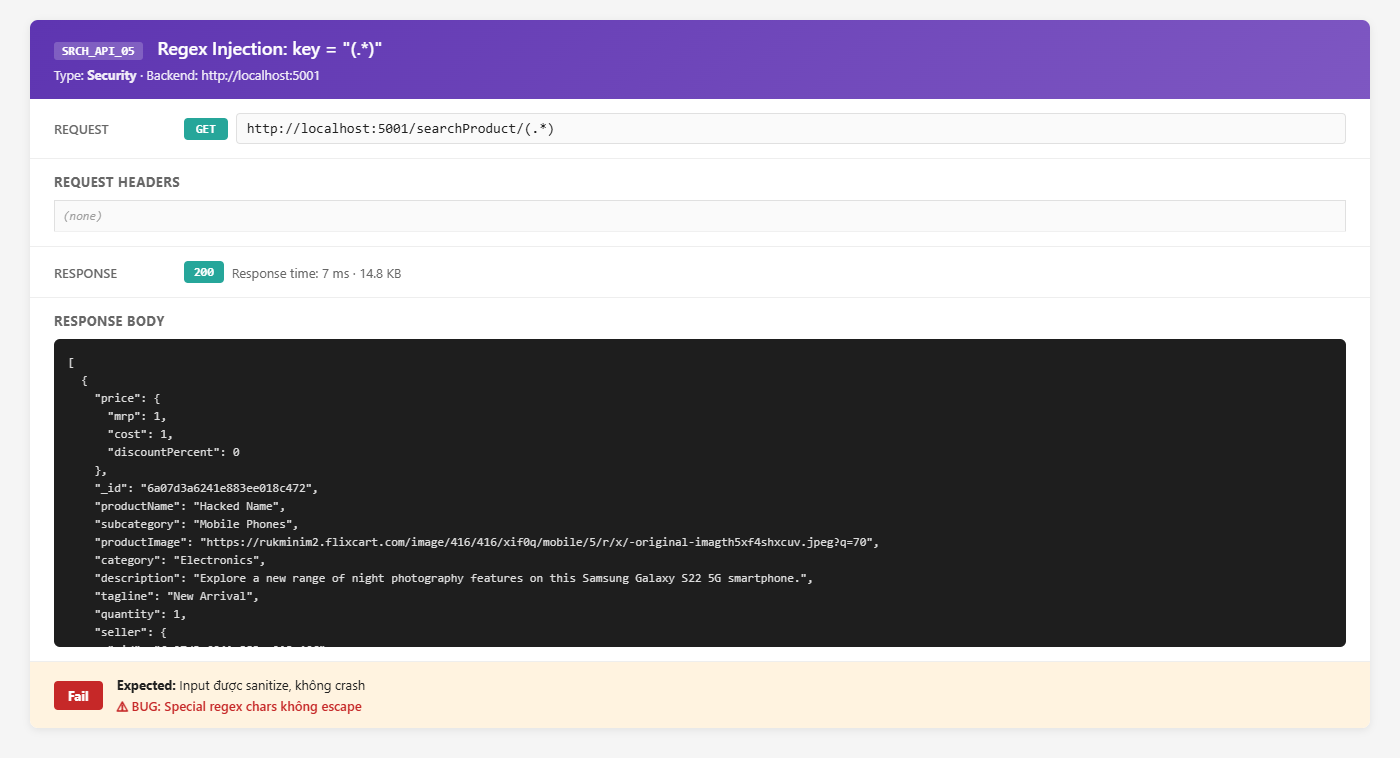 SRCH_API_05 Regex Injection: key = "(.*)"
Type: Security · Backend: http://localhost:5001
REQUEST GET http://localhost:5001/searchProduct/(.*)
REQUEST HEADERS
(none)
RESPONSE 200 Response time: 7 ms · 14.8 KB
RESPONSE BODY
[
{
"price": {
"mrp": 1,
"cost": 1,
"discountPercent": 0
},
"_id": "6a07d3a6241e883ee018c472",
"productName": "Hacked Name",
"subcategory": "Mobile Phones",
"productImage": "https://rukminim2.flixcart.com/image/416/416/xif0q/mobile/5/r/x/-original-imagth5xf4shxcuv.jpeg?q=70",
"category": "Electronics",
"description": "Explore a new range of night photography features on this Samsung Galaxy S22 5G smartphone.",
"tagline": "New Arrival",
"quantity": 1,
"seller": {
Fail
Expected: Input được sanitize, không crash
⚠ BUG: Special regex chars không escape